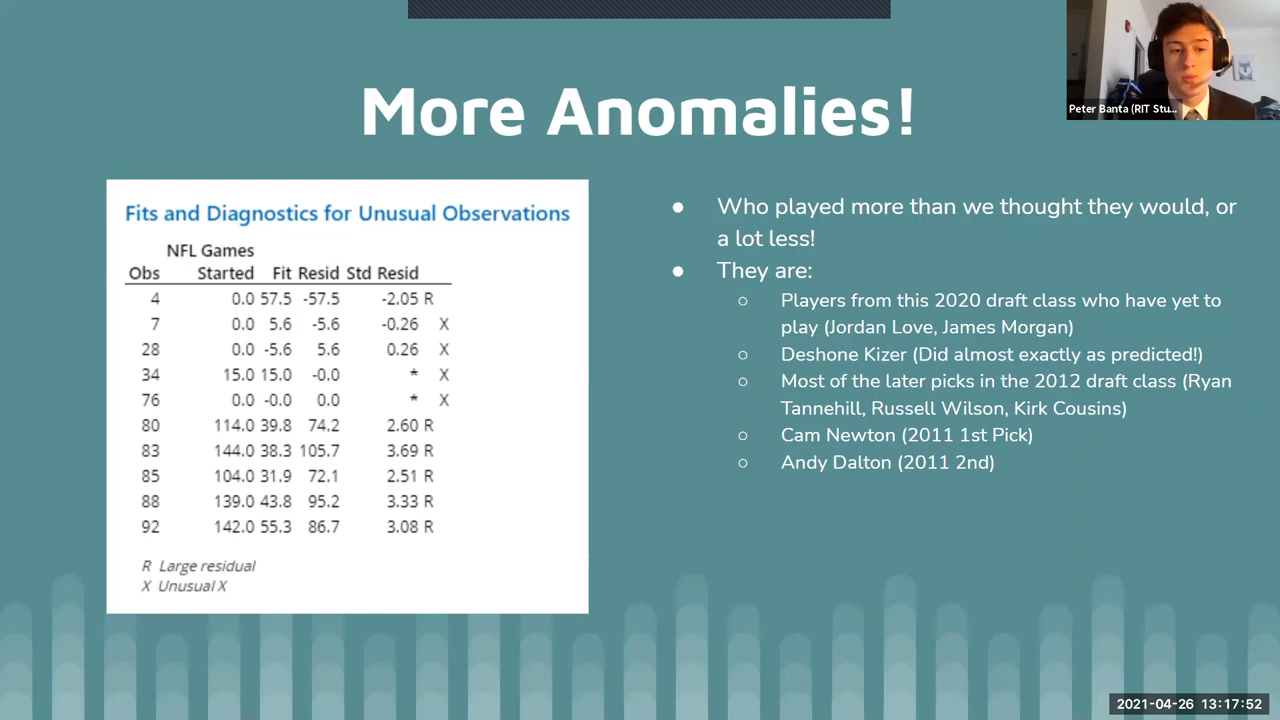 More Anomalies!
Peter Banta (RIT Stu...
Fits and Diagnostics for Unusual Observations
NFL Games
Obs Started Fit Resid Std Resid
4 0.0 57.5 -57.5 -2.05 R
7 0.0 5.6 -5.6 -0.26 X
28 0.0 -5.6 5.6 0.26 X
34 15.0 15.0 -0.0 * X
76 0.0 -0.0 0.0 * X
80 114.0 39.8 74.2 2.60 R
83 144.0 38.3 105.7 3.69 R
85 104.0 31.9 72.1 2.51 R
88 139.0 43.8 95.2 3.33 R
92 142.0 55.3 86.7 3.08 R
R Large residual
X Unusual X
● Who played more than we thought they would, or
a lot less!
● They are:
○ Players from this 2020 draft class who have yet to
play (Jordan Love, James Morgan)
○ Deshone Kizer (Did almost exactly as predicted!)
○ Most of the later picks in the 2012 draft class (Ryan
Tannehill, Russell Wilson, Kirk Cousins)
○ Cam Newton (2011 1st Pick)
○ Andy Dalton (2011 2nd)
2021-04-26 13:17:52